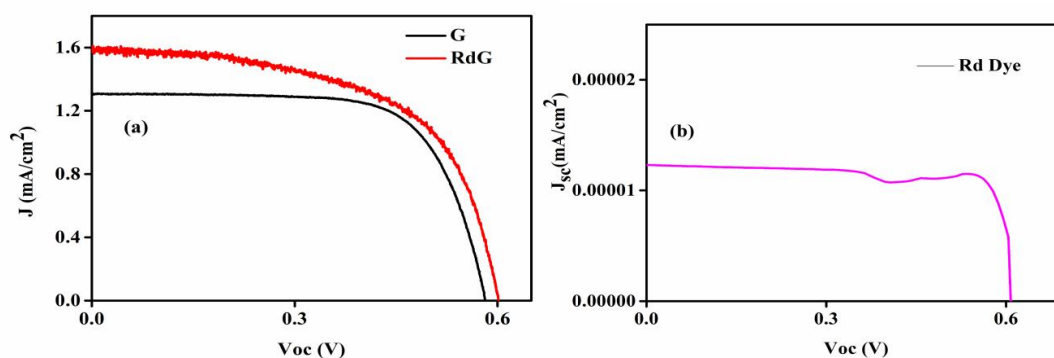 1.6
1.2
0.8
0.4
0.0
J (mA/cm²)
(a)
G
RdG
0.0
0.3
0.6
Voc (V)
0.00002
0.00001
0.00000
J_sc(mA/cm²)
(b)
Rd Dye
0.0
0.3
0.6
Voc (V)